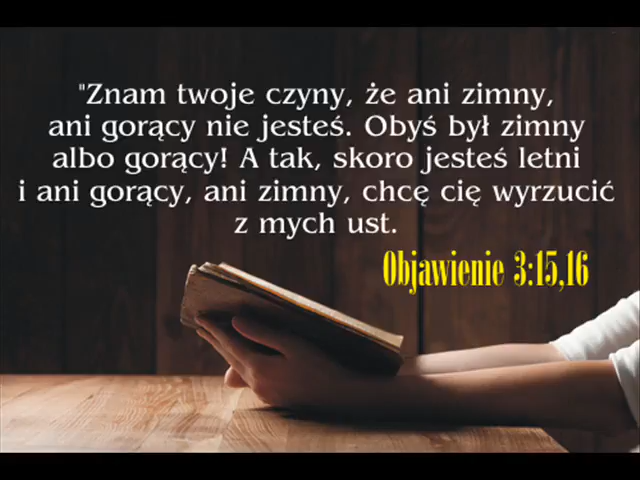 "Znam twoje czyny, że ani zimny,
ani gorący nie jesteś. Obyś był zimny
albo gorący! A tak, skoro jesteś letni
i ani gorący, ani zimny, chcę cię wyrzucić
z mych ust.
Objawienie 3:15,16